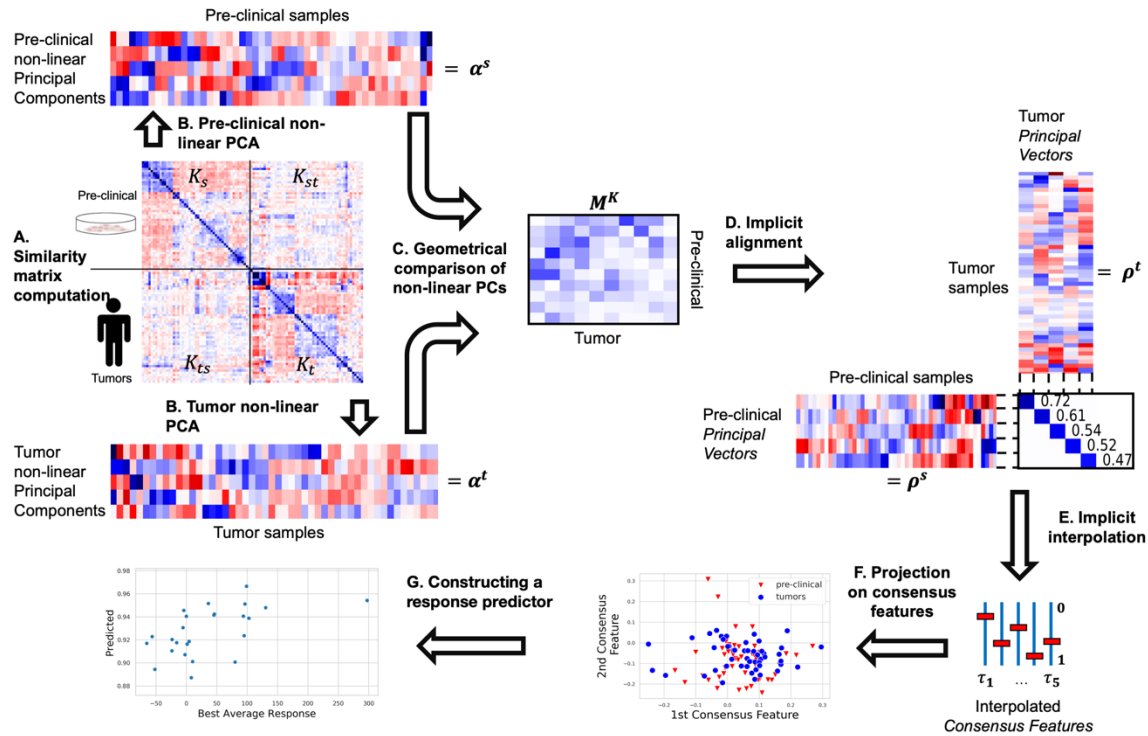 Pre-clinical samples
Pre-clinical
non-linear
Principal
Components
= α^s
B. Pre-clinical non-
linear PCA
K_s
K_st
Pre-clinical
A.
Similarity
matrix
computation
Tumors
K_ts
K_t
B. Tumor non-linear
PCA
Tumor
non-linear
Principal
Components
= α^t
Tumor samples
C. Geometrical
comparison of
non-linear PCs
M^K
Pre-clinical
Tumor
D. Implicit
alignment
Tumor
Principal
Vectors
Tumor
samples
= ρ^t
Pre-clinical samples
Pre-clinical
Principal
Vectors
= ρ^s
0.72
0.61
0.54
0.52
0.47
E. Implicit
interpolation
0
1
τ_1 ... τ_5
Interpolated
Consensus Features
F. Projection
on consensus
features
pre-clinical
tumors
2nd Consensus
Feature
0.3
0.2
0.1
0.0
-0.1
-0.2
-0.2 -0.1 0.0 0.1 0.2 0.3
1st Consensus Feature
G. Constructing a
response predictor
Predicted
0.98
0.96
0.94
0.92
0.90
0.88
-50 0 50 100 150 200 250 300
Best Average Response